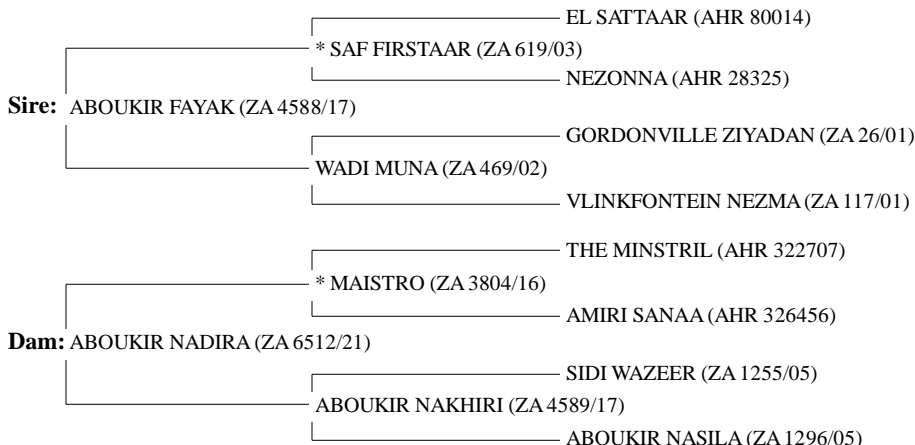 EL SATTAAR (AHR 80014)
* SAF FIRSTAAR (ZA 619/03)
NEZONNA (AHR 28325)
Sire: ABOUKIR FAYAK (ZA 4588/17)
GORDONVILLE ZIYADAN (ZA 26/01)
WADI MUNA (ZA 469/02)
VLINKFONTEIN NEZMA (ZA 117/01)
THE MINSTRIL (AHR 322707)
* MAISTRO (ZA 3804/16)
AMIRI SANAA (AHR 326456)
Dam: ABOUKIR NADIRA (ZA 6512/21)
SIDI WAZEER (ZA 1255/05)
ABOUKIR NAKHIRI (ZA 4589/17)
ABOUKIR NASILA (ZA 1296/05)